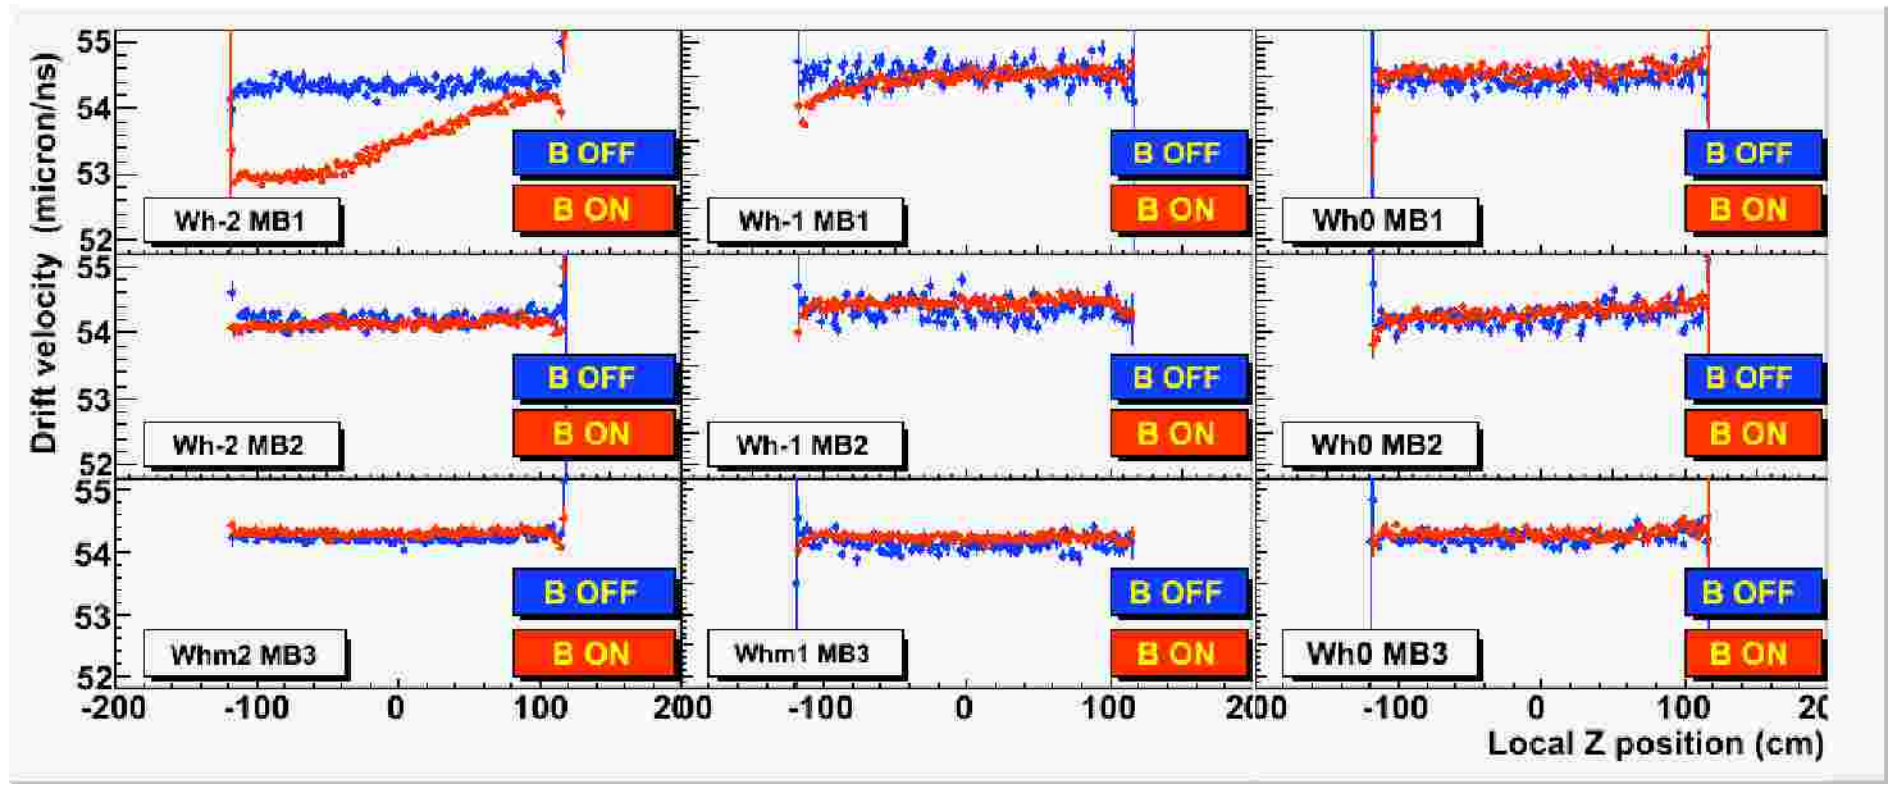 Drift velocity (micron/ns)
55
54
53
52
B OFF
B ON
Wh-2 MB1
B OFF
B ON
Wh-1 MB1
B OFF
B ON
Wh0 MB1
55
54
53
52
B OFF
B ON
Wh-2 MB2
B OFF
B ON
Wh-1 MB2
B OFF
B ON
Wh0 MB2
55
54
53
52
B OFF
B ON
Whm2 MB3
B OFF
B ON
Whm1 MB3
B OFF
B ON
Wh0 MB3
-200 -100 0 100 200 -100 0 100 200 -100 0 100 20
Local Z position (cm)